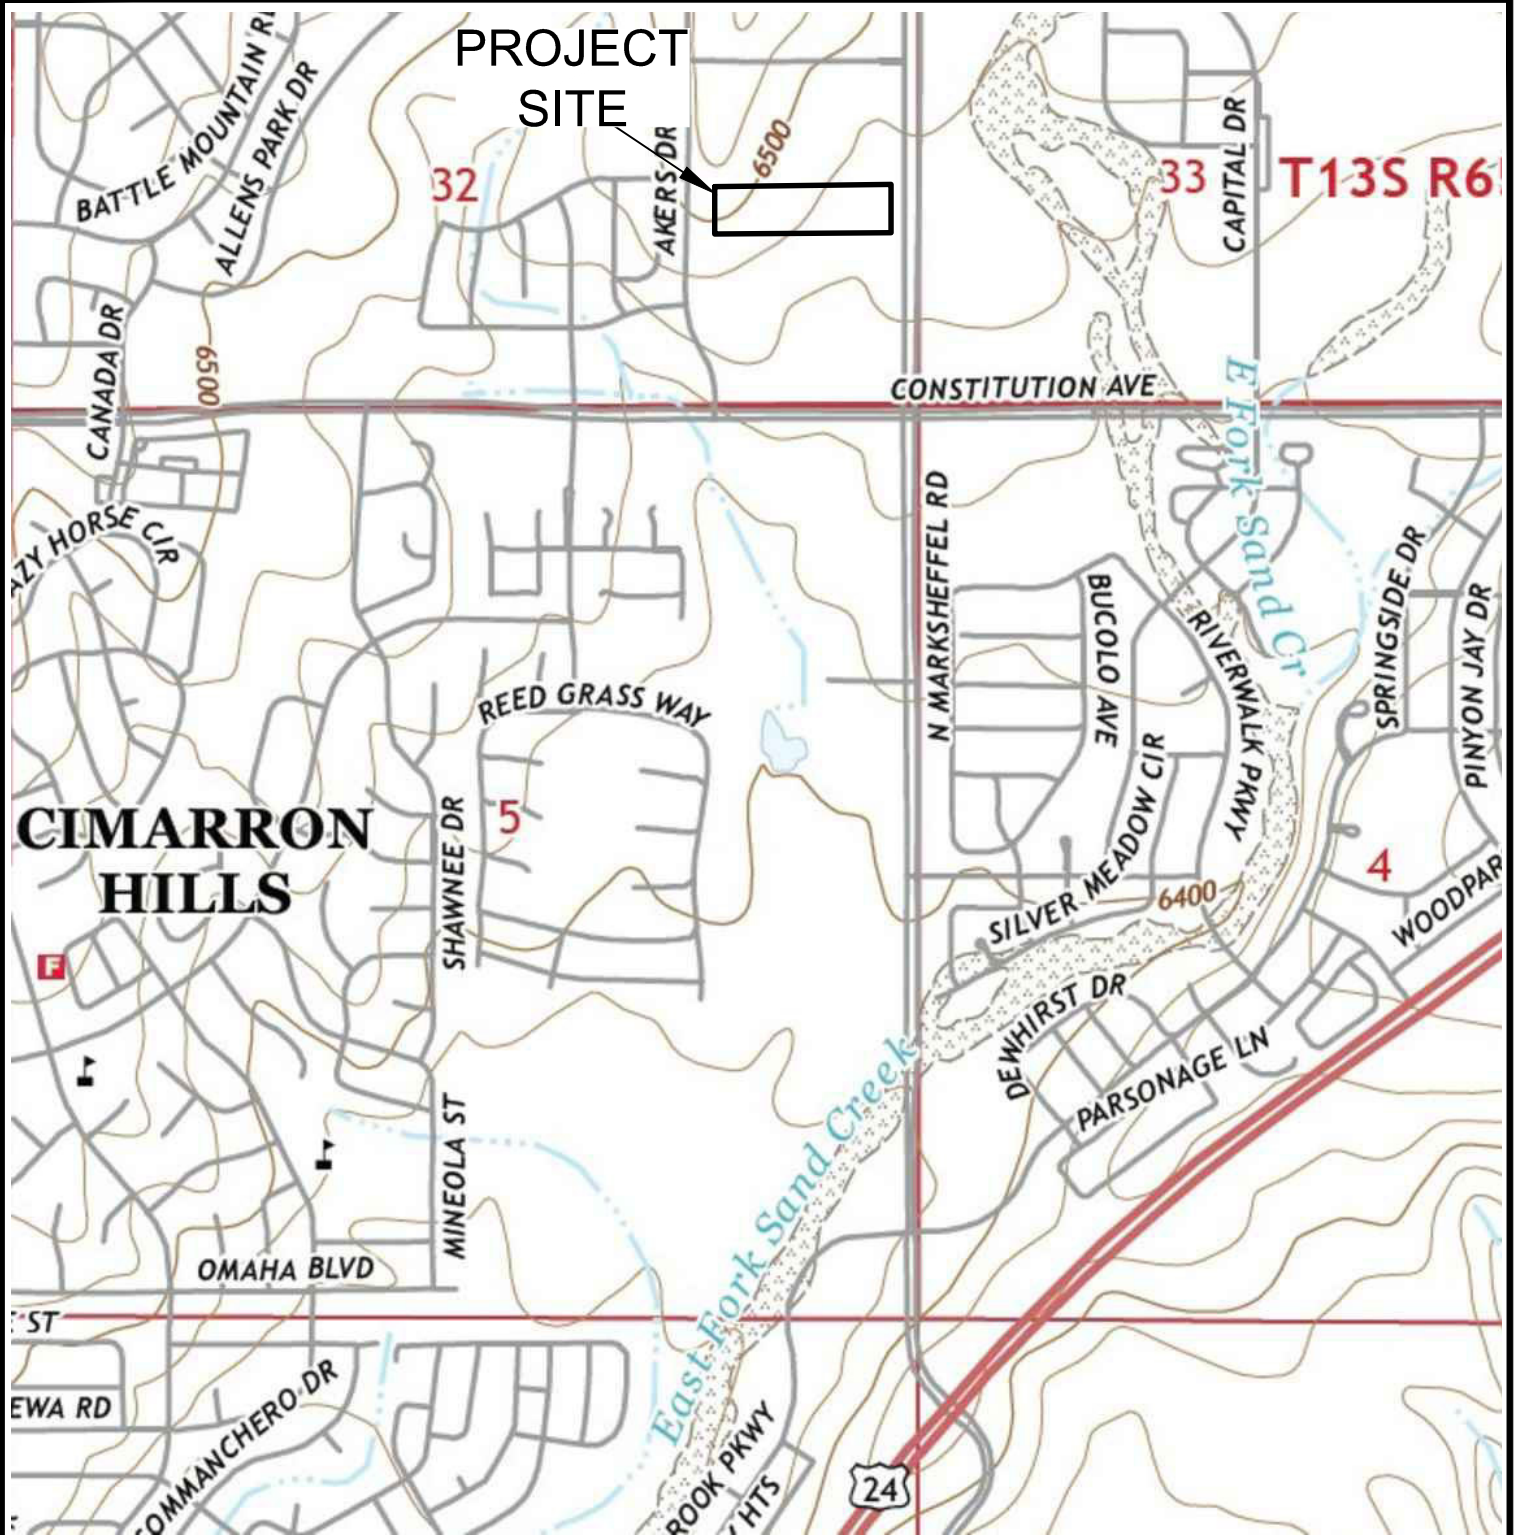 PROJECT
SITE
BATTLE MOUNTAIN
ALLENS PARK DR
AKERS DR
6500
32
33
CAPITAL DR
T13S R6
CANADA DR
6500
CONSTITUTION AVE
E Fork Sand Cr
AZY HORSE CIR
N MARKSHEFFEL RD
BUCOLO AVE
RIVERWALK PKWY
SPRINGSIDE DR
PINYON JAY DR
REED GRASS WAY
SILVER MEADOW CIR
CIMARRON
HILLS
SHAWNEE DR
5
4
6400
WOODPAR
F
DEWHIRST DR
PARSONAGE LN
East Fork Sand Creek
MINEOLA ST
OMAHA BLVD
ST
EWA RD
COMMANCHERO DR
ROOK PKWY
HTS
24